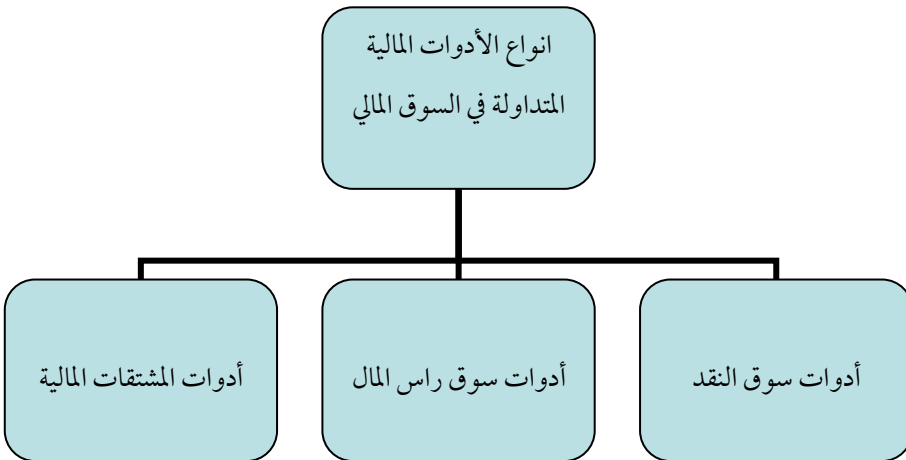 انواع الأدوات المالية
المتداولة في السوق المالي
أدوات سوق النقد
أدوات سوق راس المال
أدوات المشتقات المالية